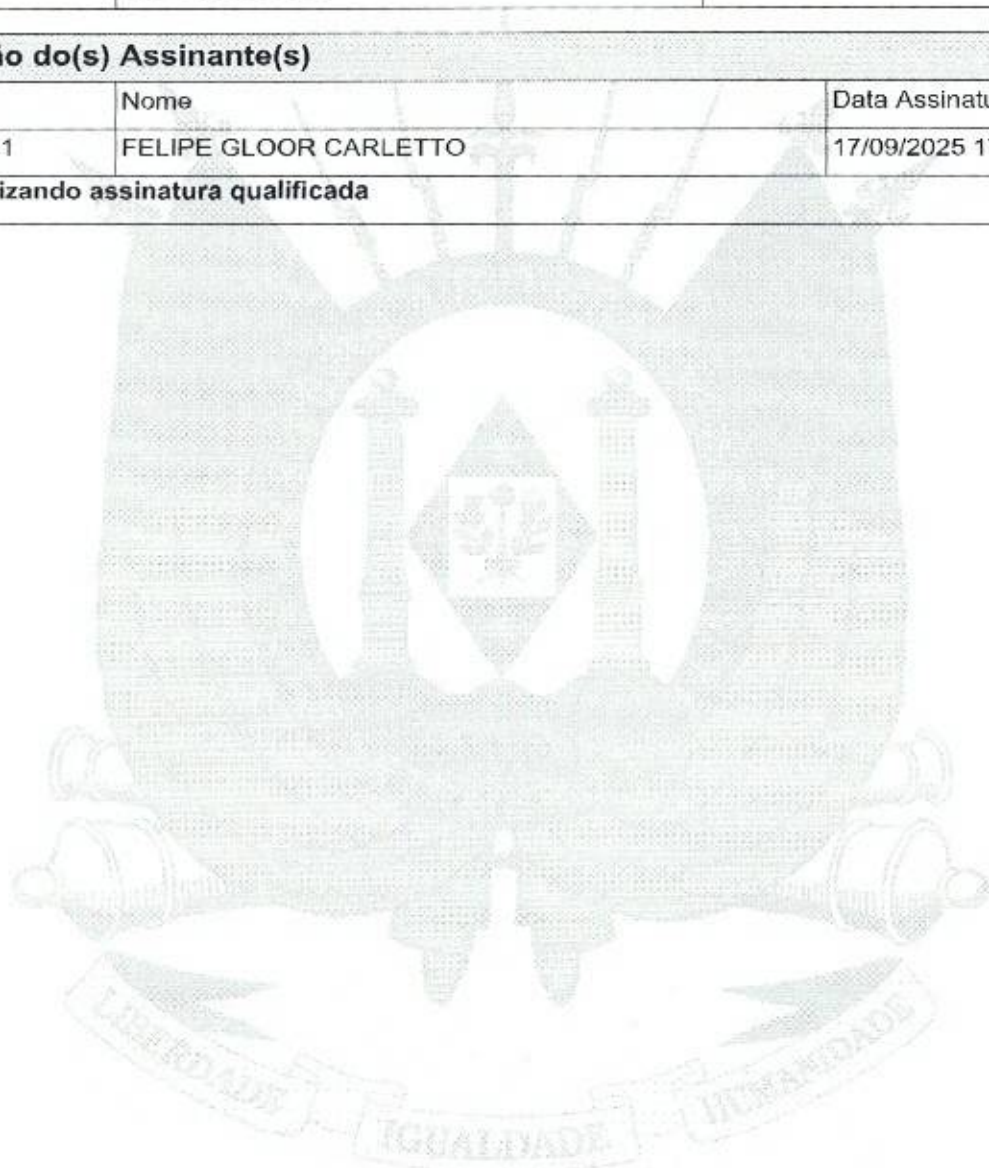 o do(s) Assinante(s)
Nome
Data Assinatu
1
FELIPE GLOOR CARLETTO
17/09/2025 1
izando assinatura qualificada
LIBERDADE
IGUALDADE
HUMANIDADE